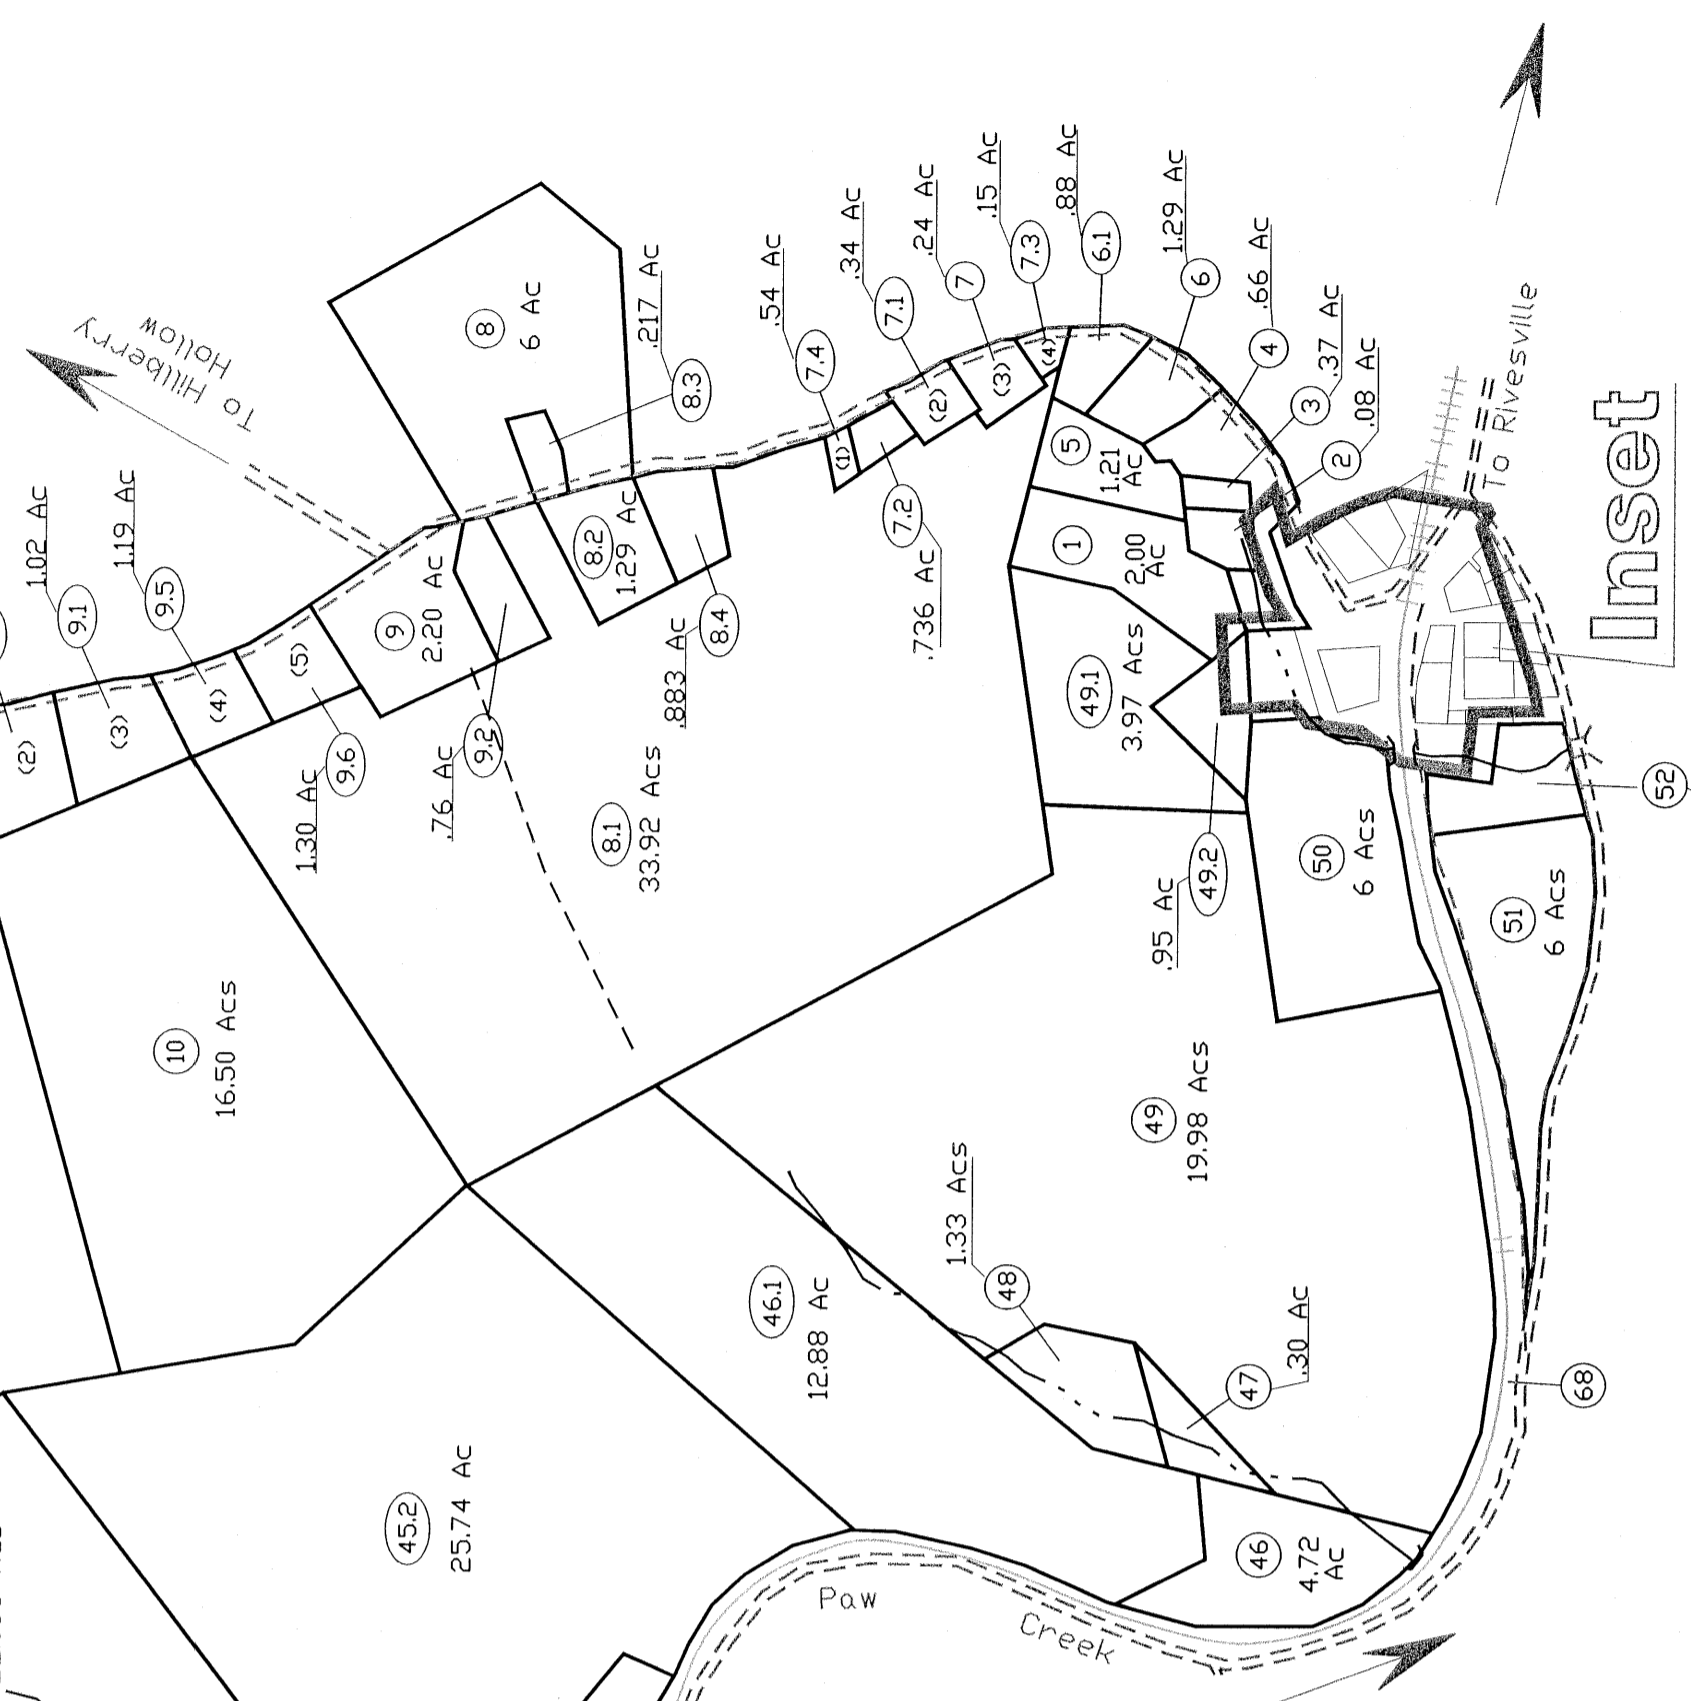 To Hillberry
Hollow
1.02 Ac
9.1
1.19 Ac
9.5
(2)
(3)
(4)
(5)
1.30 Ac
9.6
9
2.20 Ac
.76 Ac
9.2
8
6 Ac
.217 Ac
8.3
8.2
1.29 Ac
.883 Ac
8.4
.54 Ac
7.4
(1)
.34 Ac
7.1
(2)
.736 Ac
7.2
.24 Ac
7
(3)
.15 Ac
7.3
(4)
.88 Ac
6.1
1.29 Ac
6
.66 Ac
4
.37 Ac
3
.08 Ac
2
5
1.21
Ac
1
2.00
Ac
49.1
3.97 Acs
.95 Ac
49.2
8.1
33.92 Acs
10
16.50 Acs
50
6 Acs
51
6 Acs
52
To Rivesville
Inset
49
19.98 Acs
1.33 Acs
48
.30 Ac
47
46.1
12.88 Ac
46
4.72
Ac
45.2
25.74 Ac
68
Paw
Creek